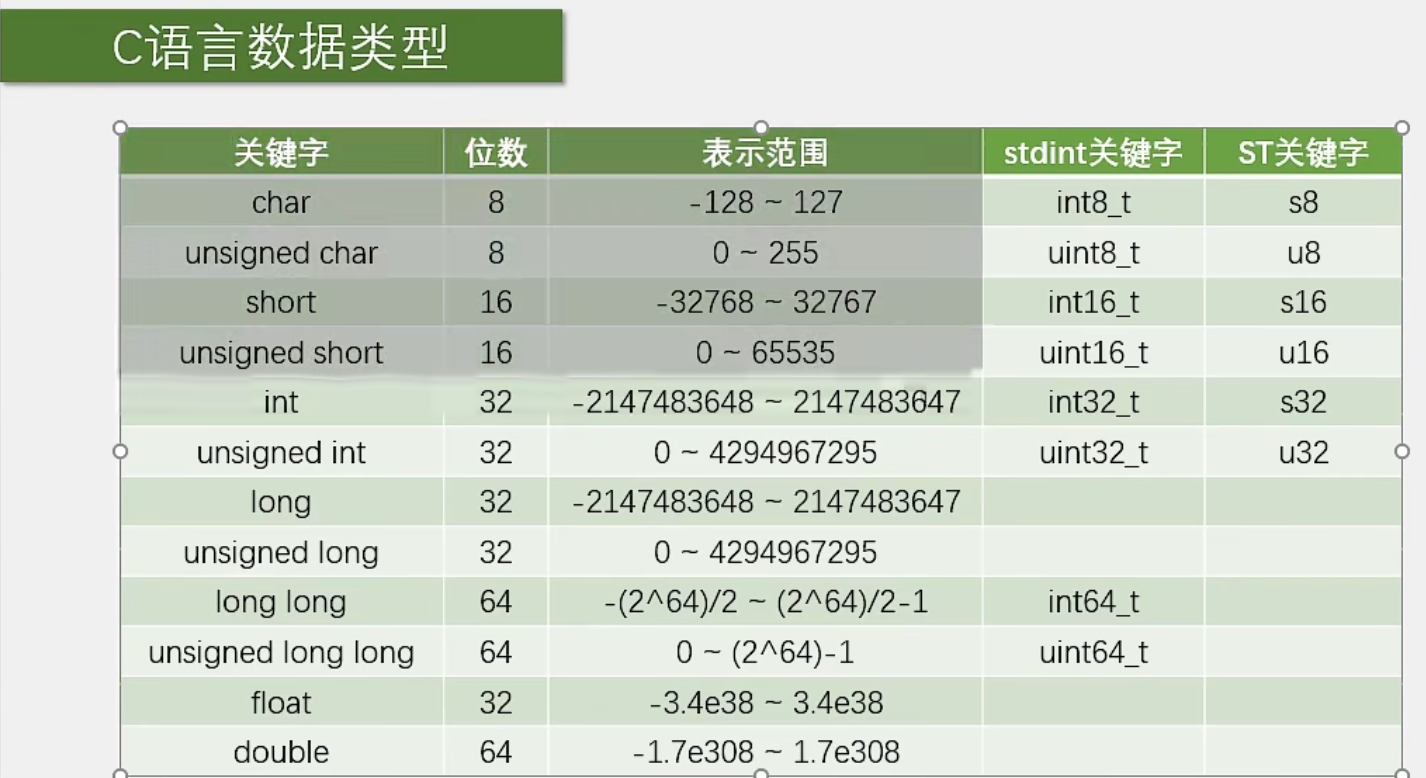 C语言数据类型
关键字 位数 表示范围 stdint关键字 ST关键字
char 8 -128 ~ 127 int8_t s8
unsigned char 8 0 ~ 255 uint8_t u8
short 16 -32768 ~ 32767 int16_t s16
unsigned short 16 0 ~ 65535 uint16_t u16
int 32 -2147483648 ~ 2147483647 int32_t s32
unsigned int 32 0 ~ 4294967295 uint32_t u32
long 32 -2147483648 ~ 2147483647
unsigned long 32 0 ~ 4294967295
long long 64 -(2^64)/2 ~ (2^64)/2-1 int64_t
unsigned long long 64 0 ~ (2^64)-1 uint64_t
float 32 -3.4e38 ~ 3.4e38
double 64 -1.7e308 ~ 1.7e308